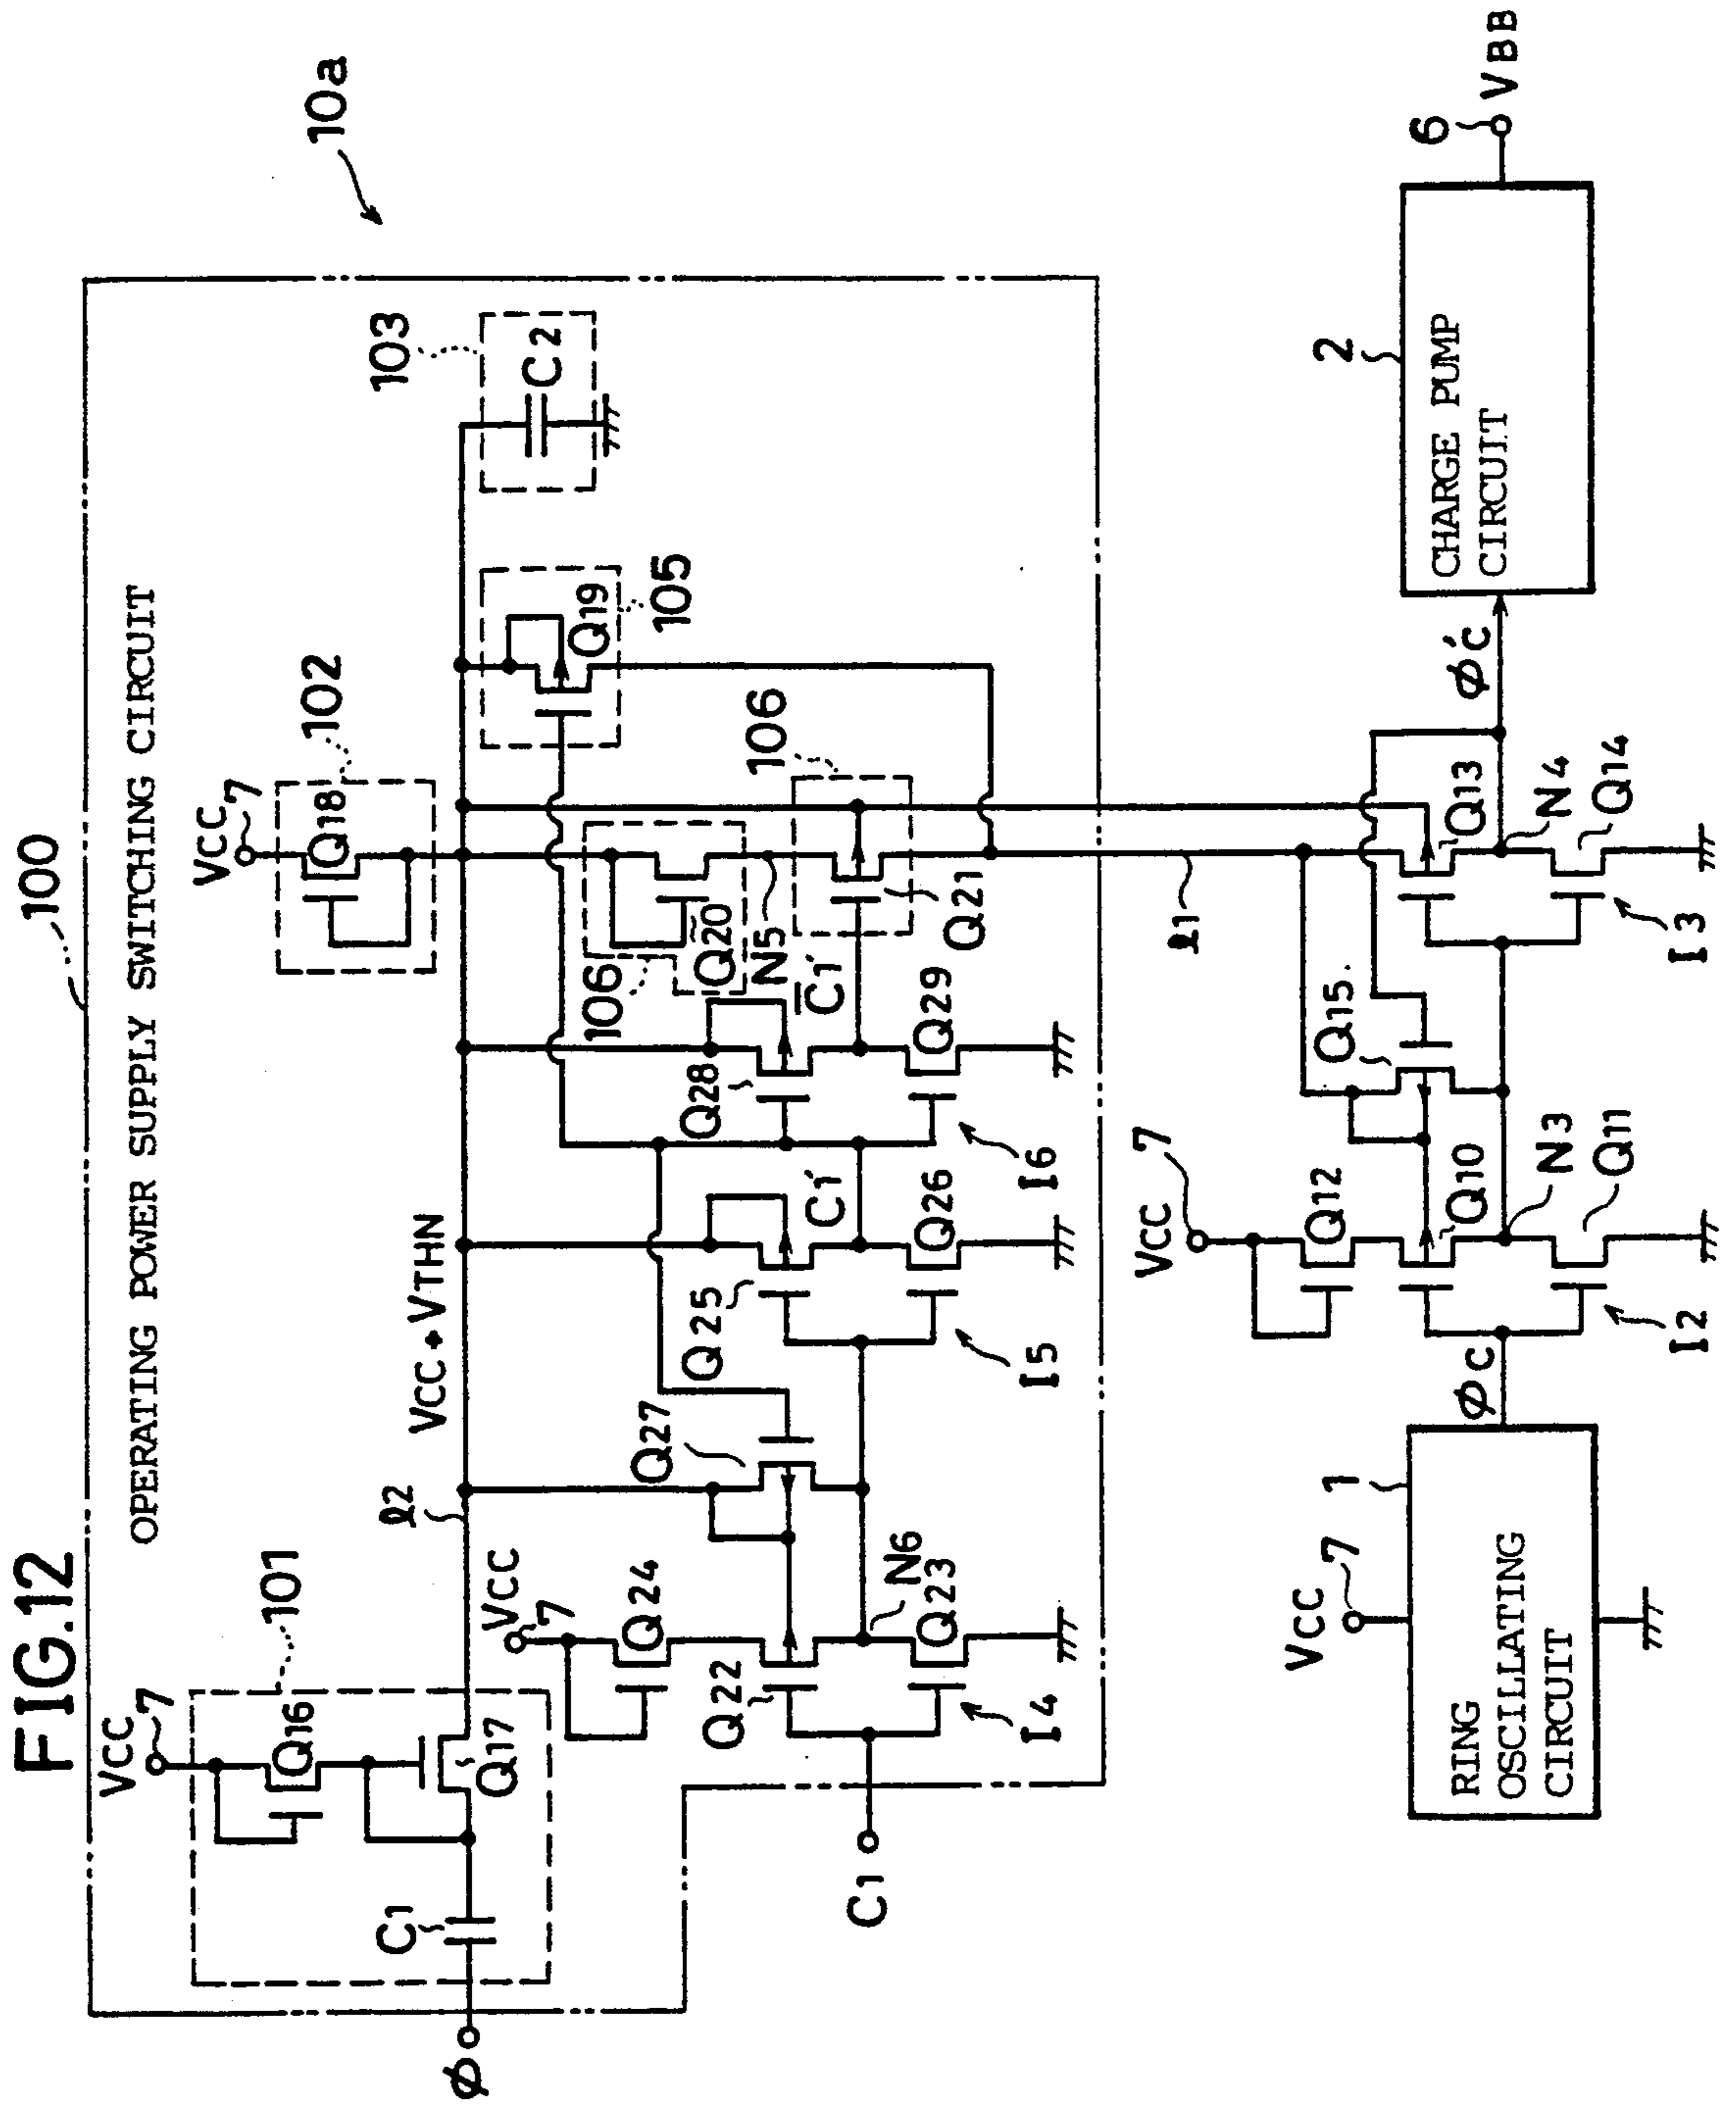 FIG.12
100
OPERATING POWER SUPPLY SWITCHING CIRCUIT
10a
101
VCC
7
Q16
Q17
C1
Ø
ℓ2
VCC+VTHN
VCC
7
Q18
102
103
C2
Q19
105
106
Q20
N5
106
Q21
VCC
7
Q24
Q22
N6
Q23
I4
C1
Q27
Q25
C1′
Q26
I5
Q28
C̅1′
Q29
I6
ℓ1
VCC
7
1
RING
OSCILLATING
CIRCUIT
ØC
VCC
7
Q12
Q10
N3
Q11
I2
Q15
Q13
N4
Q14
I3
Ø′C
2
CHARGE PUMP
CIRCUIT
6
VBB